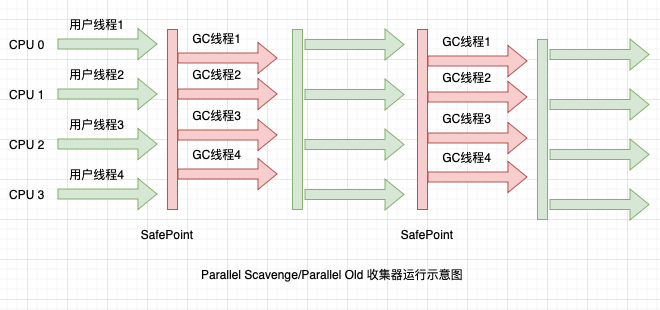 用户线程1
CPU 0
GC线程1
GC线程1
用户线程2
CPU 1
GC线程2
GC线程2
用户线程3
CPU 2
GC线程3
GC线程3
用户线程4
CPU 3
GC线程4
GC线程4
SafePoint
SafePoint
Parallel Scavenge/Parallel Old 收集器运行示意图